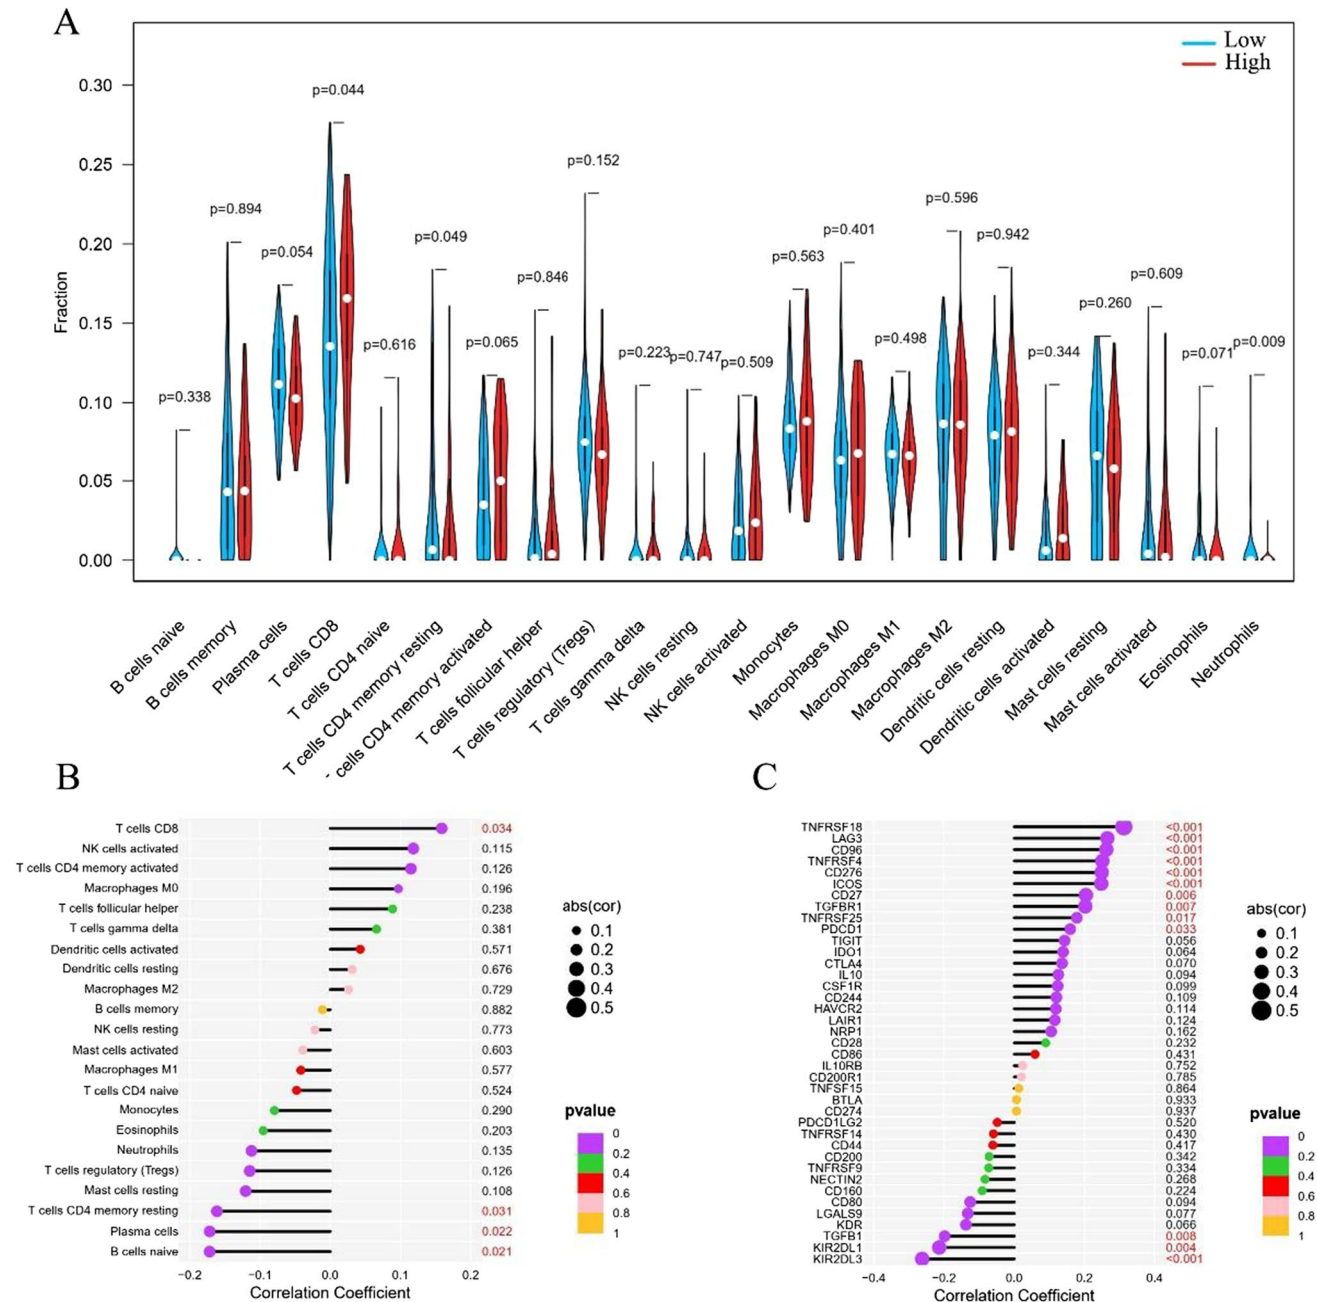 A
Low
High
Fraction
0.30
0.25
0.20
0.15
0.10
0.05
0.00
p=0.338
p=0.894
p=0.054
p=0.044
p=0.616
p=0.049
p=0.065
p=0.846
p=0.152
p=0.223
p=0.747
p=0.509
p=0.563
p=0.401
p=0.498
p=0.596
p=0.942
p=0.344
p=0.260
p=0.609
p=0.071
p=0.009
B cells naive
B cells memory
Plasma cells
T cells CD8
T cells CD4 naive
T cells CD4 memory resting
cells CD4 memory activated
T cells follicular helper
T cells regulatory (Tregs)
T cells gamma delta
NK cells resting
NK cells activated
Monocytes
Macrophages M0
Macrophages M1
Macrophages M2
Dendritic cells resting
Dendritic cells activated
Mast cells resting
Mast cells activated
Eosinophils
Neutrophils
B
T cells CD8 0.034
NK cells activated 0.115
T cells CD4 memory activated 0.126
Macrophages M0 0.196
T cells follicular helper 0.238
T cells gamma delta 0.381
Dendritic cells activated 0.571
Dendritic cells resting 0.676
Macrophages M2 0.729
B cells memory 0.882
NK cells resting 0.773
Mast cells activated 0.603
Macrophages M1 0.577
T cells CD4 naive 0.524
Monocytes 0.290
Eosinophils 0.203
Neutrophils 0.135
T cells regulatory (Tregs) 0.126
Mast cells resting 0.108
T cells CD4 memory resting 0.031
Plasma cells 0.022
B cells naive 0.021
−0.2 −0.1 0.0 0.1 0.2
Correlation Coefficient
abs(cor)
0.1
0.2
0.3
0.4
0.5
pvalue
0
0.2
0.4
0.6
0.8
1
C
TNFRSF18 <0.001
LAG3 <0.001
CD96 <0.001
TNFRSF4 <0.001
CD276 <0.001
ICOS <0.001
CD27 0.006
TGFBR1 0.007
TNFRSF25 0.017
PDCD1 0.033
TIGIT 0.056
IDO1 0.064
CTLA4 0.070
IL10 0.094
CSF1R 0.099
CD244 0.109
HAVCR2 0.114
LAIR1 0.124
NRP1 0.162
CD28 0.232
CD86 0.431
IL10RB 0.752
CD200R1 0.785
TNFSF15 0.864
BTLA 0.933
CD274 0.937
PDCD1LG2 0.520
TNFRSF14 0.430
CD44 0.417
CD200 0.342
TNFRSF9 0.334
NECTIN2 0.268
CD160 0.224
CD80 0.094
LGALS9 0.077
KDR 0.066
TGFB1 0.008
KIR2DL1 0.004
KIR2DL3 <0.001
−0.4 −0.2 0.0 0.2 0.4
Correlation Coefficient
abs(cor)
0.1
0.2
0.3
0.4
0.5
pvalue
0
0.2
0.4
0.6
0.8
1